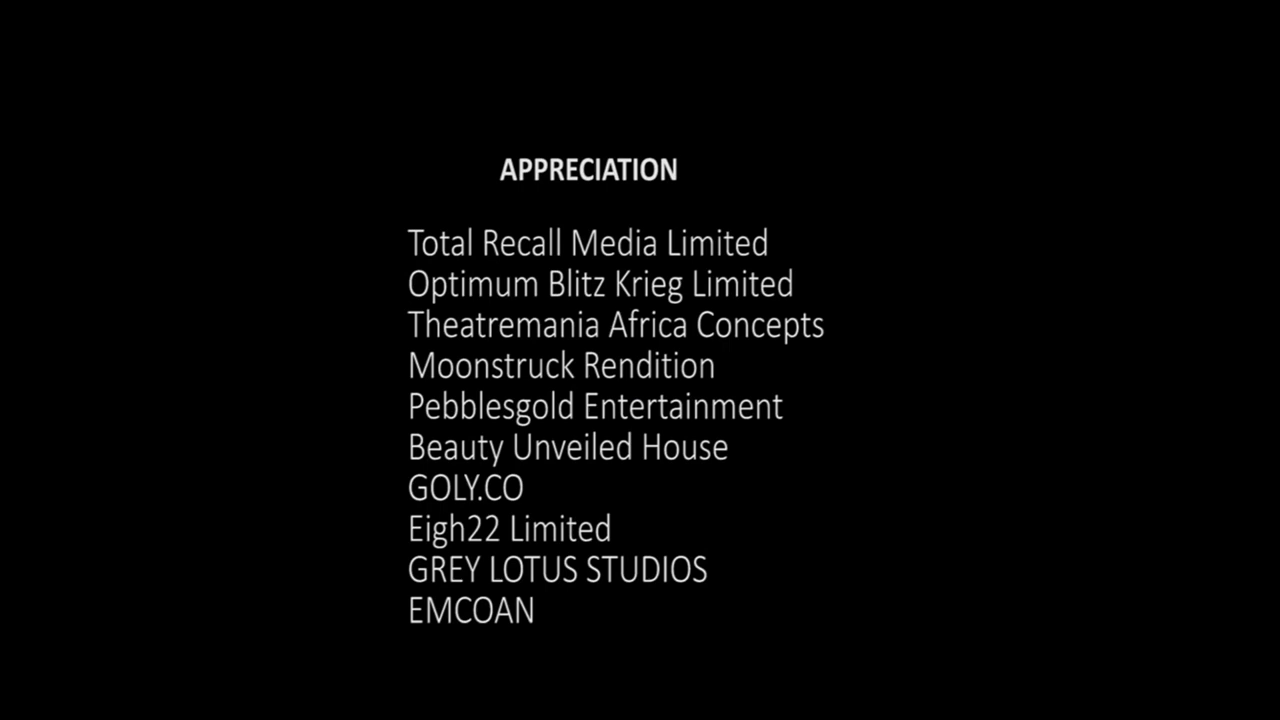 APPRECIATION
Total Recall Media Limited
Optimum Blitz Krieg Limited
Theatremania Africa Concepts
Moonstruck Rendition
Pebblesgold Entertainment
Beauty Unveiled House
GOLY.CO
Eigh22 Limited
GREY LOTUS STUDIOS
EMCOAN